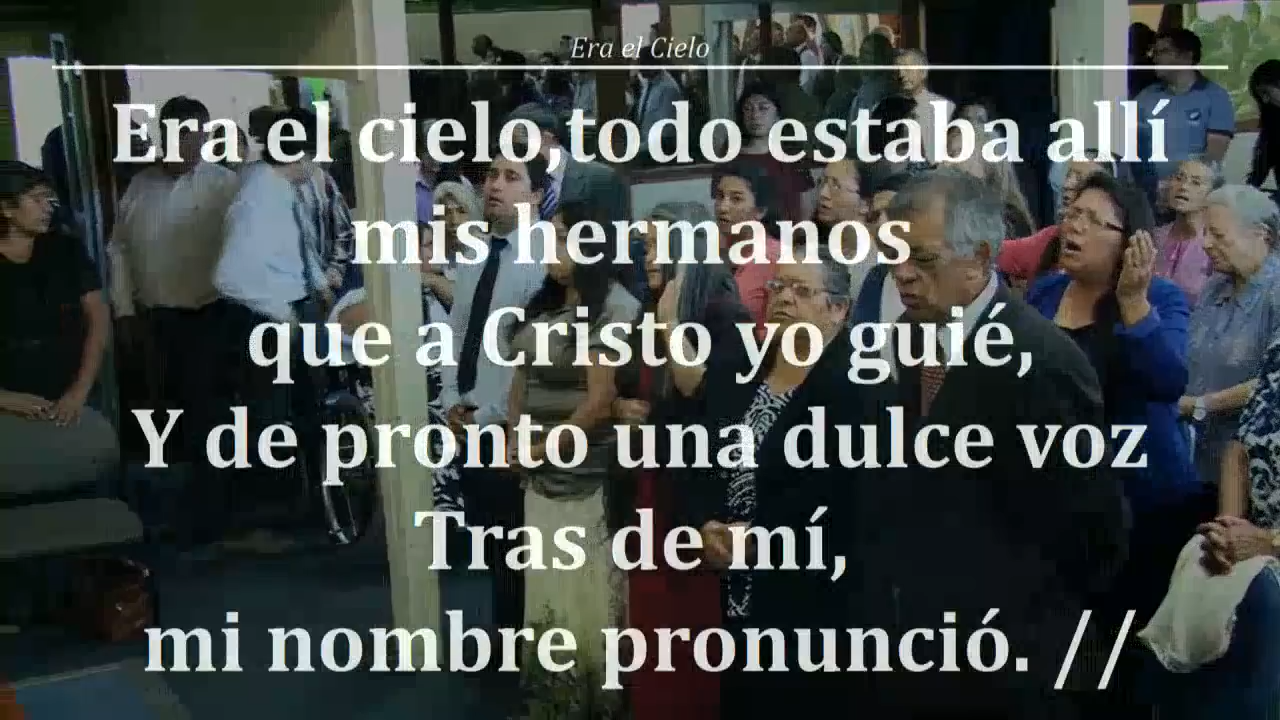 Era el Cielo
Era el cielo,todo estaba allí
mis hermanos
que a Cristo yo guié,
Y de pronto una dulce voz
Tras de mí,
mi nombre pronunció. //